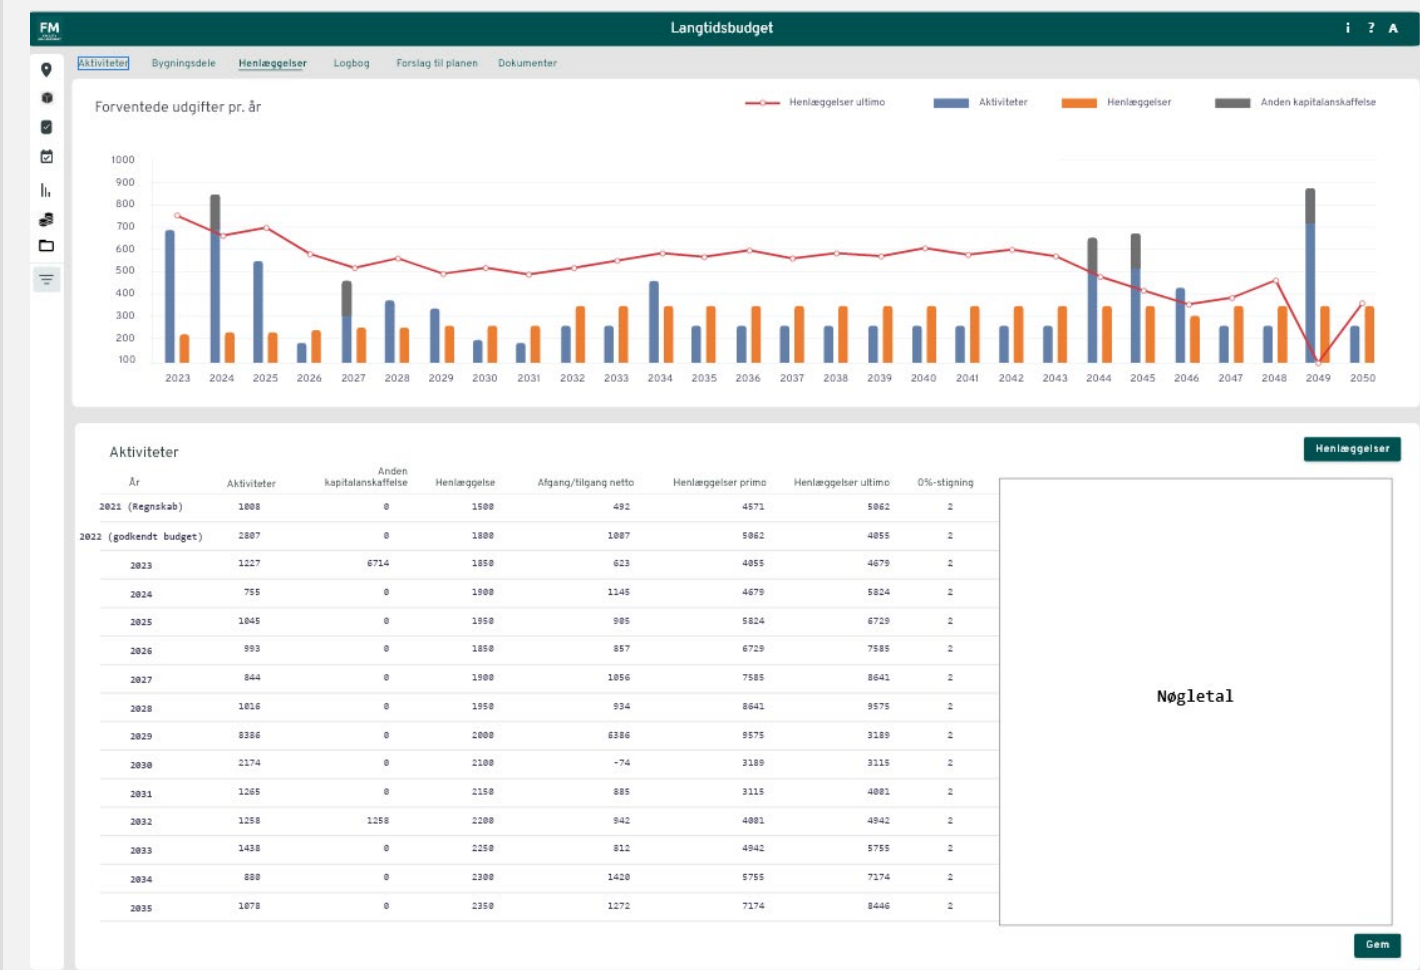 FM
Langtidsbudget
i ? A
Aktiviteter Bygningsdele Henlæggelser Logbog Forslag til planen Dokumenter
Forventede udgifter pr. år
Henlæggelser ultimo Aktiviteter Henlæggelser Anden kapitalanskaffelse
1000
900
800
700
600
500
400
300
200
100
2023 2024 2025 2026 2027 2028 2029 2030 2031 2032 2033 2034 2035 2036 2037 2038 2039 2040 2041 2042 2043 2044 2045 2046 2047 2048 2049 2050
Aktiviteter
Henlæggelser
År Aktiviteter Anden kapitalanskaffelse Henlæggelse Afgang/tilgang netto Henlæggelser primo Henlæggelser ultimo 0%-stigning
2021 (Regnskab) 1008 0 1500 492 4571 5062 2
2022 (godkendt budget) 2807 0 1800 1007 5062 4055 2
2023 1227 6714 1850 623 4055 4679 2
2024 755 0 1900 1145 4679 5824 2
2025 1045 0 1950 905 5824 6729 2
2026 993 0 1850 857 6729 7585 2
2027 844 0 1900 1056 7585 8641 2
2028 1016 0 1950 934 8641 9575 2
2029 8386 0 2000 6386 9575 3189 2
2030 2174 0 2100 -74 3189 3115 2
2031 1265 0 2150 885 3115 4001 2
2032 1258 1258 2200 942 4001 4942 2
2033 1438 0 2250 812 4942 5755 2
2034 880 0 2300 1420 5755 7174 2
2035 1078 0 2350 1272 7174 8446 2
Nøgletal
Gem